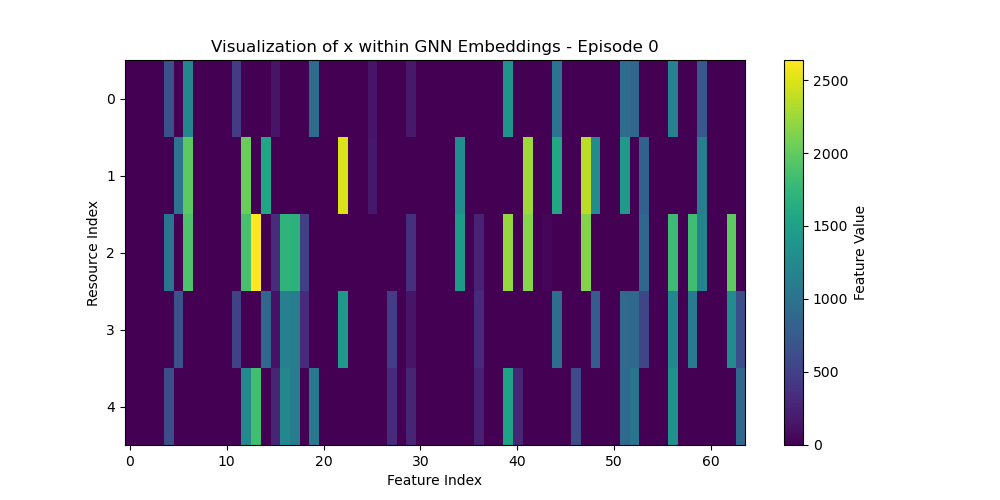 Visualization of x within GNN Embeddings - Episode 0
Resource Index
0
1
2
3
4
0 10 20 30 40 50 60
Feature Index
2500
2000
1500
1000
500
0
Feature Value